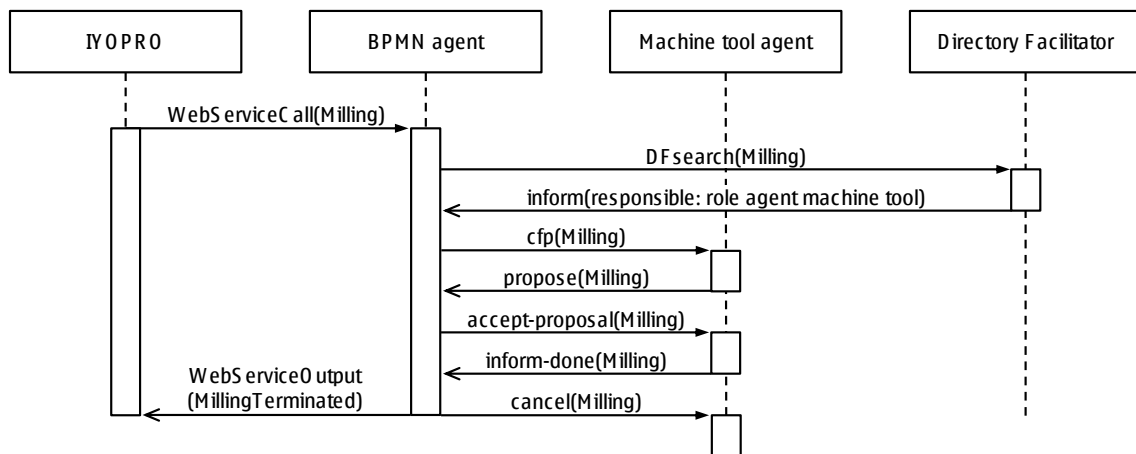 IYOPRO
BPMN agent
Machine tool agent
Directory Facilitator
WebServiceCall(Milling)
DFsearch(Milling)
inform(responsible: role agent machine tool)
cfp(Milling)
propose(Milling)
accept-proposal(Milling)
inform-done(Milling)
WebServiceOutput
(MillingTerminated)
cancel(Milling)